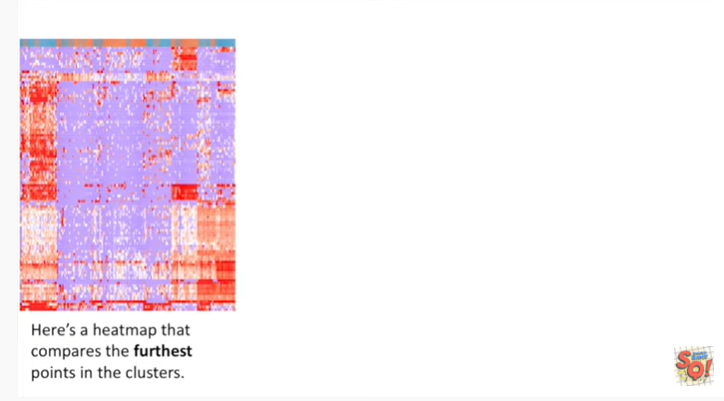 Here's a heatmap that
compares the furthest
points in the clusters.